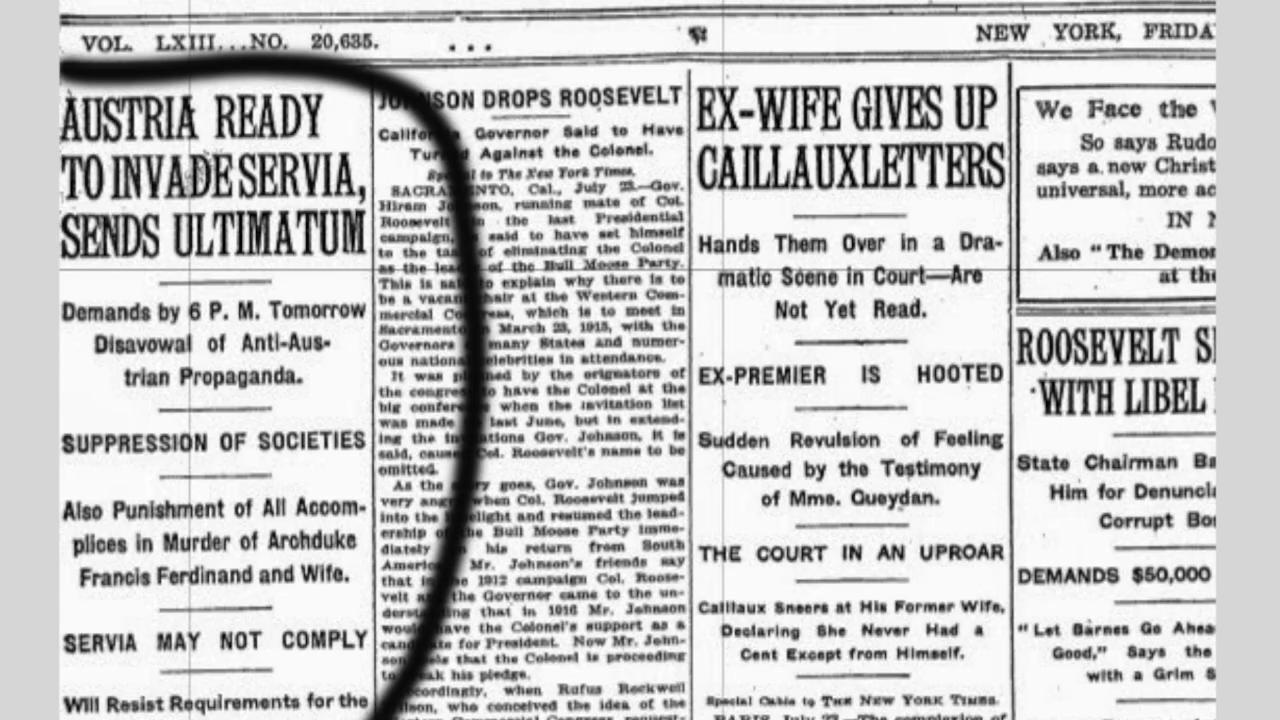 VOL. LXIII...NO. 20,635.
...
NEW YORK, FRIDA
AUSTRIA READY
TO INVADE SERVIA,
SENDS ULTIMATUM
Demands by 6 P. M. Tomorrow
Disavowal of Anti-Aus-
trian Propaganda.
SUPPRESSION OF SOCIETIES
Also Punishment of All Accom-
plices in Murder of Archduke
Francis Ferdinand and Wife.
SERVIA MAY NOT COMPLY
Will Resist Requirements for the
JOHNSON DROPS ROOSEVELT
California Governor Said to Have
Turned Against the Colonel.
Special to The New York Times.
SACRAMENTO, Cal., July 23.—Gov.
Hiram Johnson, running mate of Col.
Roosevelt in the last Presidential
campaign, is said to have set himself
to the task of eliminating the Colonel
as the leader of the Bull Moose Party.
This is said to explain why there is to
be a vacant chair at the Western Com-
mercial Congress, which is to meet in
Sacramento in March 23, 1915, with the
Governors of many States and numer-
ous national celebrities in attendance.
It was planned by the orignators of
the congress to have the Colonel at the
big conference when the invitation list
was made last June, but in extend-
ing the invitations Gov. Johnson, it is
said, caused Col. Roosevelt's name to be
omitted.
As the story goes, Gov. Johnson was
very angry when Col. Roosevelt jumped
into the limelight and resumed the lead-
ership of the Bull Moose Party imme-
diately on his return from South
America. Mr. Johnson's friends say
that in the 1912 campaign Col. Roose-
velt and the Governor came to the un-
derstanding that in 1916 Mr. Johnson
would have the Colonel's support as a
candidate for President. Now Mr. John-
son feels that the Colonel is proceeding
to break his pledge.
Accordingly, when Rufus Rockwell
Wilson, who conceived the idea of the
EX-WIFE GIVES UP
CAILLAUX LETTERS
Hands Them Over in a Dra-
matic Scene in Court—Are
Not Yet Read.
EX-PREMIER IS HOOTED
Sudden Revulsion of Feeling
Caused by the Testimony
of Mme. Gueydan.
THE COURT IN AN UPROAR
Caillaux Sneers at His Former Wife,
Declaring She Never Had a
Cent Except from Himself.
Special Cable to THE NEW YORK TIMES.
PARIS, July 23.—The complexion of
We Face the
So says Rudo
says a new Christ
universal, more ac
IN
Also "The Demon
at the
ROOSEVELT S
WITH LIBEL
State Chairman Ba
Him for Denuncia
Corrupt Bo
DEMANDS $50,000
"Let Barnes Go Ahea
Good," Says the
with a Grim S